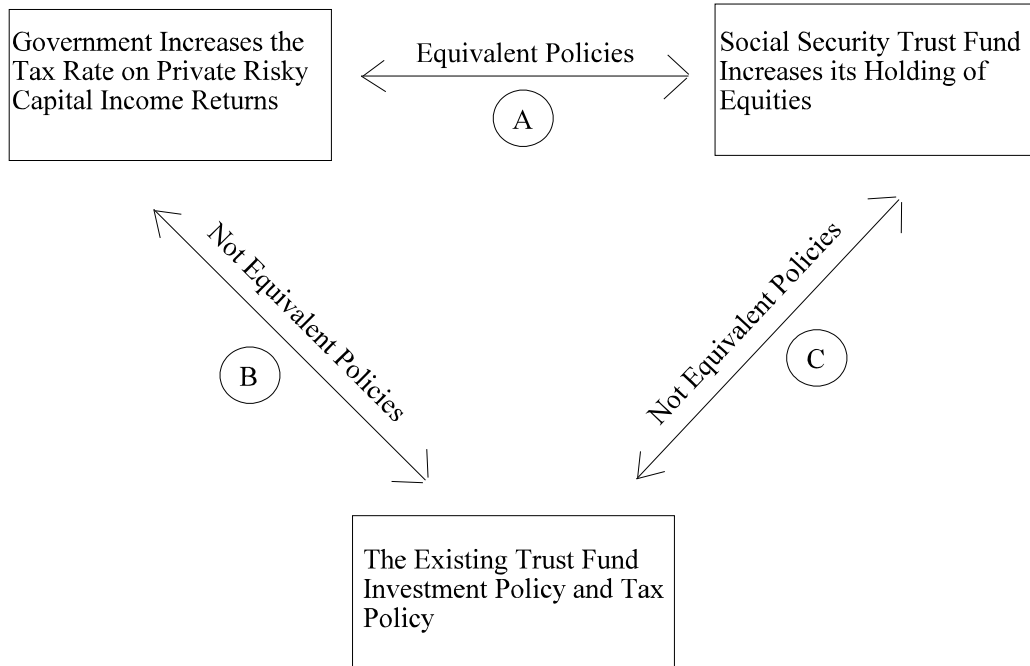 Government Increases the
Tax Rate on Private Risky
Capital Income Returns
Equivalent Policies
A
Social Security Trust Fund
Increases its Holding of
Equities
Not Equivalent Policies
B
Not Equivalent Policies
C
The Existing Trust Fund
Investment Policy and Tax
Policy